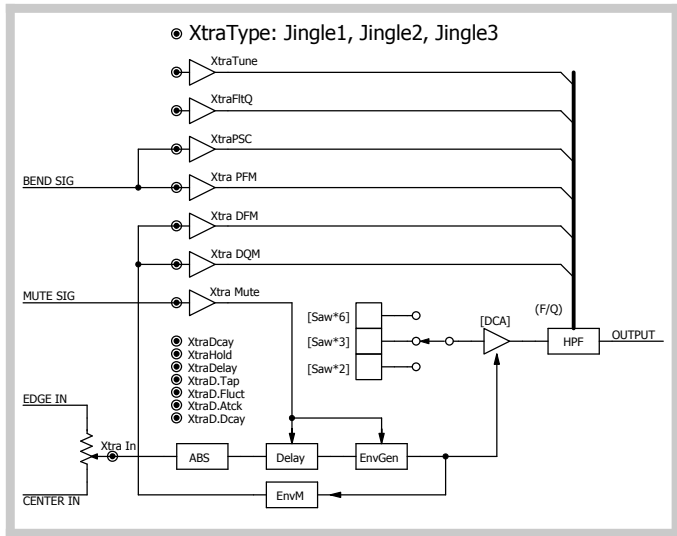 XtraType: Jingle1, Jingle2, Jingle3
XtraTune
XtraFltQ
XtraPSC
BEND SIG
Xtra PFM
Xtra DFM
Xtra DQM
MUTE SIG
Xtra Mute
[Saw*6]
[Saw*3]
[Saw*2]
[DCA]
(F/Q)
HPF
OUTPUT
XtraDcay
XtraHold
XtraDelay
XtraD.Tap
XtraD.Fluct
XtraD.Atck
XtraD.Dcay
EDGE IN
Xtra In
ABS
Delay
EnvGen
CENTER IN
EnvM